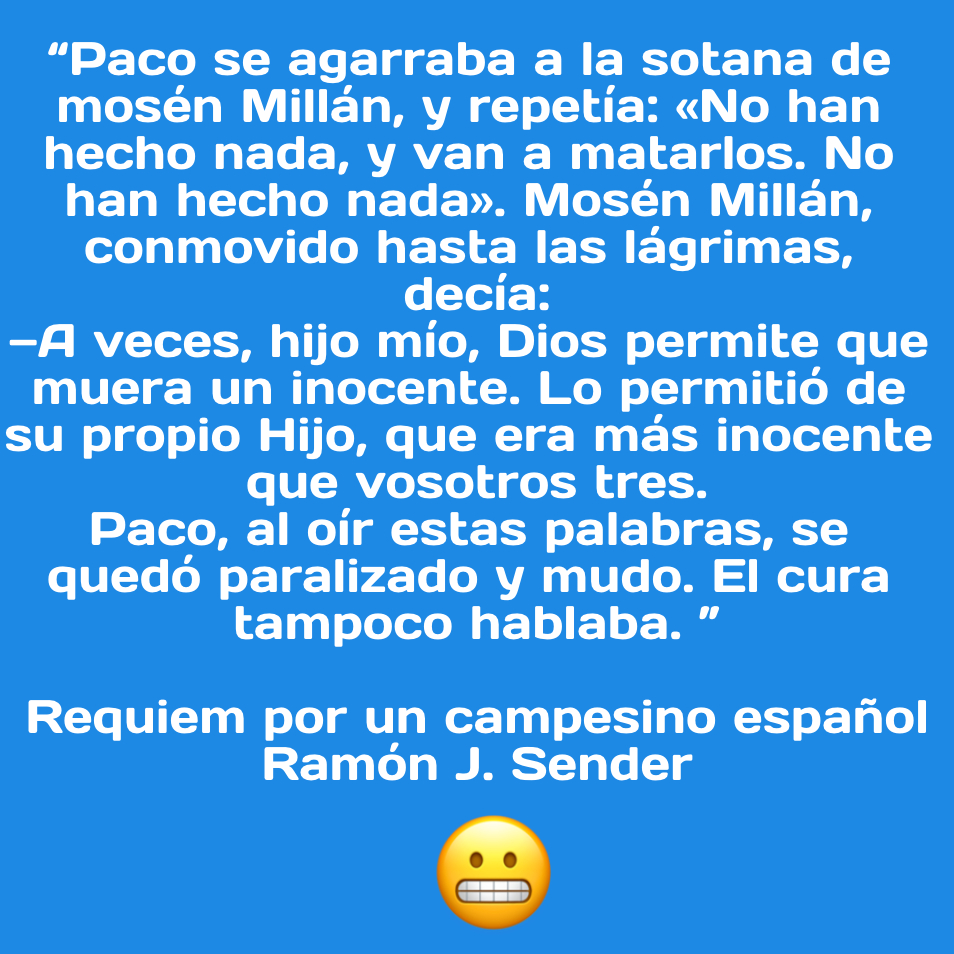 “Paco se agarraba a la sotana de
mosén Millán, y repetía: «No han
hecho nada, y van a matarlos. No
han hecho nada». Mosén Millán,
conmovido hasta las lágrimas,
decía:
—A veces, hijo mío, Dios permite que
muera un inocente. Lo permitió de
su propio Hijo, que era más inocente
que vosotros tres.
Paco, al oír estas palabras, se
quedó paralizado y mudo. El cura
tampoco hablaba. ”
Requiem por un campesino español
Ramón J. Sender